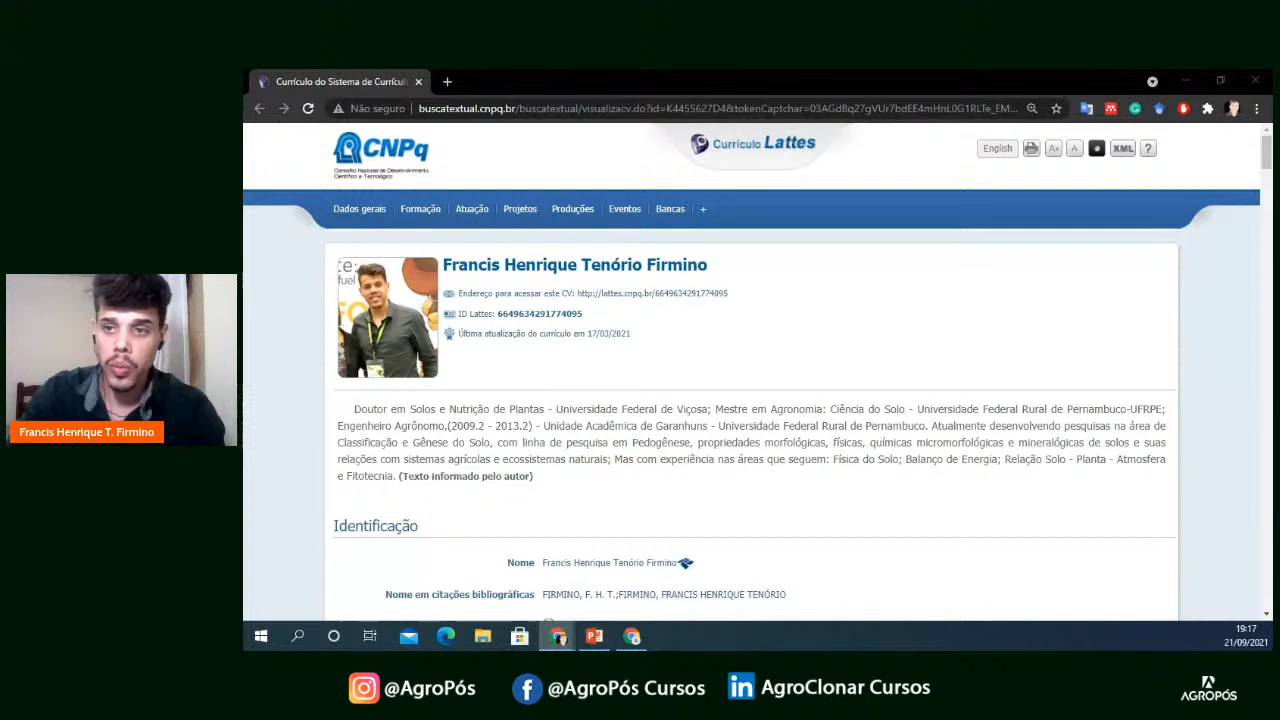 Currículo do Sistema de Currícul
Não seguro
buscatextual.cnpq.br/buscatextual/visualizacv.do?id=K4455627D4&tokenCaptchar=03AGdBq27gVUr7bdEE4mHnL0G1RLTe_EM...
CNPq
Conselho Nacional de Desenvolvimento
Científico e Tecnológico
Currículo Lattes
English
A+
A
XML
?
Dados gerais
Formação
Atuação
Projetos
Produções
Eventos
Bancas
+
Francis Henrique Tenório Firmino
Endereço para acessar este CV: http://lattes.cnpq.br/6649634291774095
ID Lattes: 6649634291774095
Última atualização do currículo em 17/03/2021
Doutor em Solos e Nutrição de Plantas - Universidade Federal de Viçosa; Mestre em Agronomia: Ciência do Solo - Universidade Federal Rural de Pernambuco-UFRPE;
Engenheiro Agrônomo,(2009.2 - 2013.2) - Unidade Acadêmica de Garanhuns - Universidade Federal Rural de Pernambuco. Atualmente desenvolvendo pesquisas na área de
Classificação e Gênese do Solo, com linha de pesquisa em Pedogênese, propriedades morfológicas, físicas, químicas micromorfológicas e mineralógicas de solos e suas
relações com sistemas agrícolas e ecossistemas naturais; Mas com experiência nas áreas que seguem: Física do Solo; Balanço de Energia; Relação Solo - Planta - Atmosfera
e Fitotecnia. (Texto informado pelo autor)
Identificação
Nome Francis Henrique Tenório Firmino
Nome em citações bibliográficas FIRMINO, F. H. T.;FIRMINO, FRANCIS HENRIQUE TENÓRIO
Francis Henrique T. Firmino
19:17
21/09/2021
@AgroPós
@AgroPós Cursos
AgroClonar Cursos
AGROPÓS